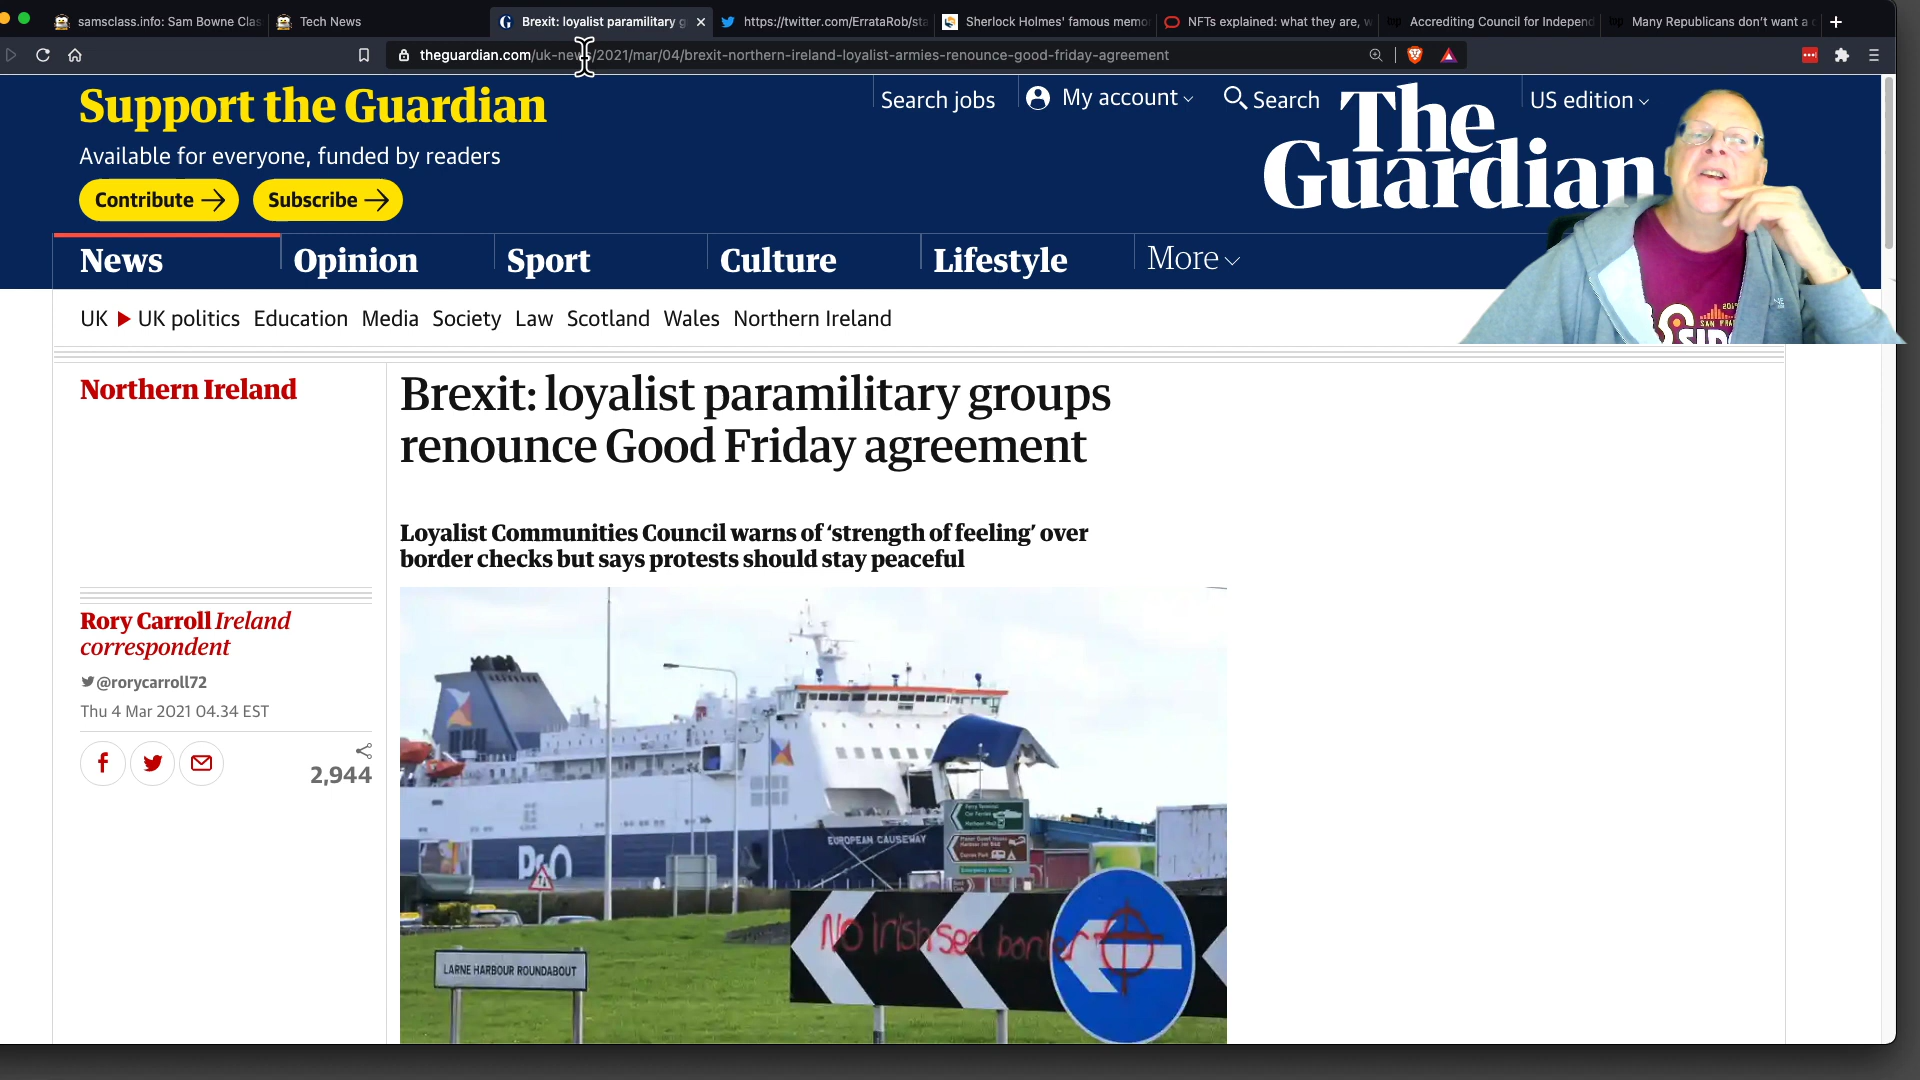 samsclass.info: Sam Bowne Clas
Tech News
Brexit: loyalist paramilitary g
https://twitter.com/ErrataRob/sta
Sherlock Holmes' famous memo
NFTs explained: what they are, w
Accrediting Council for Independ
Many Republicans don't want a c
theguardian.com/uk-news/2021/mar/04/brexit-northern-ireland-loyalist-armies-renounce-good-friday-agreement
Support the Guardian
Available for everyone, funded by readers
Contribute
Subscribe
Search jobs
My account
Search
US edition
The
Guardian
News
Opinion
Sport
Culture
Lifestyle
More
UK
UK politics
Education
Media
Society
Law
Scotland
Wales
Northern Ireland
Northern Ireland
Brexit: loyalist paramilitary groups
renounce Good Friday agreement
Loyalist Communities Council warns of ‘strength of feeling’ over
border checks but says protests should stay peaceful
Rory Carroll Ireland
correspondent
@rorycarroll72
Thu 4 Mar 2021 04.34 EST
2,944
EUROPEAN CAUSEWAY
P&O
No Irish sea border
LARNE HARBOUR ROUNDABOUT